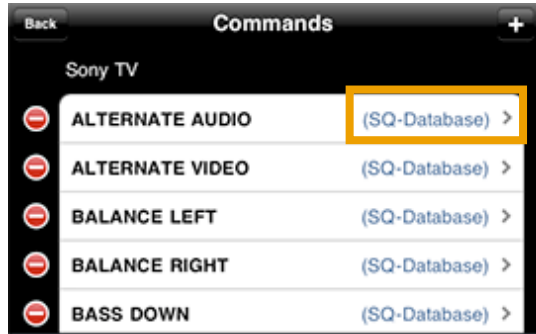 Back Commands +
Sony TV
ALTERNATE AUDIO (SQ-Database) >
ALTERNATE VIDEO (SQ-Database) >
BALANCE LEFT (SQ-Database) >
BALANCE RIGHT (SQ-Database) >
BASS DOWN (SQ-Database) >